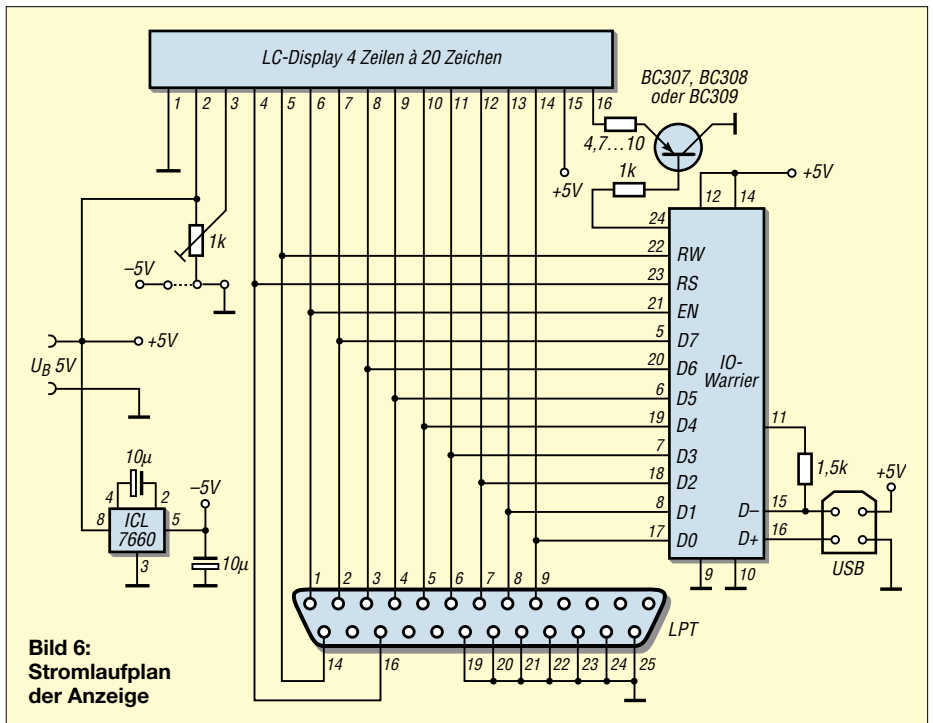 LC-Display 4 Zeilen à 20 Zeichen
1 2 3 4 5 6 7 8 9 10 11 12 13 14 15 16
BC307, BC308
oder BC309
4,7...10
1k
+5V
+5V
12 14
24
22 RW
23 RS
21 EN
5 D7
20 D6
6 D5
19 D4
7 D3
18 D2
8 D1
17 D0
IO-
Warrier
11
1,5k
+5V
D– 15
D+ 16
USB
9 10
1k
–5V
+5V
UB 5V
10µ
4 2
–5V
8 ICL 5
7660
3
10µ
1 2 3 4 5 6 7 8 9
LPT
14 16 19 20 21 22 23 24 25
Bild 6:
Stromlaufplan
der Anzeige